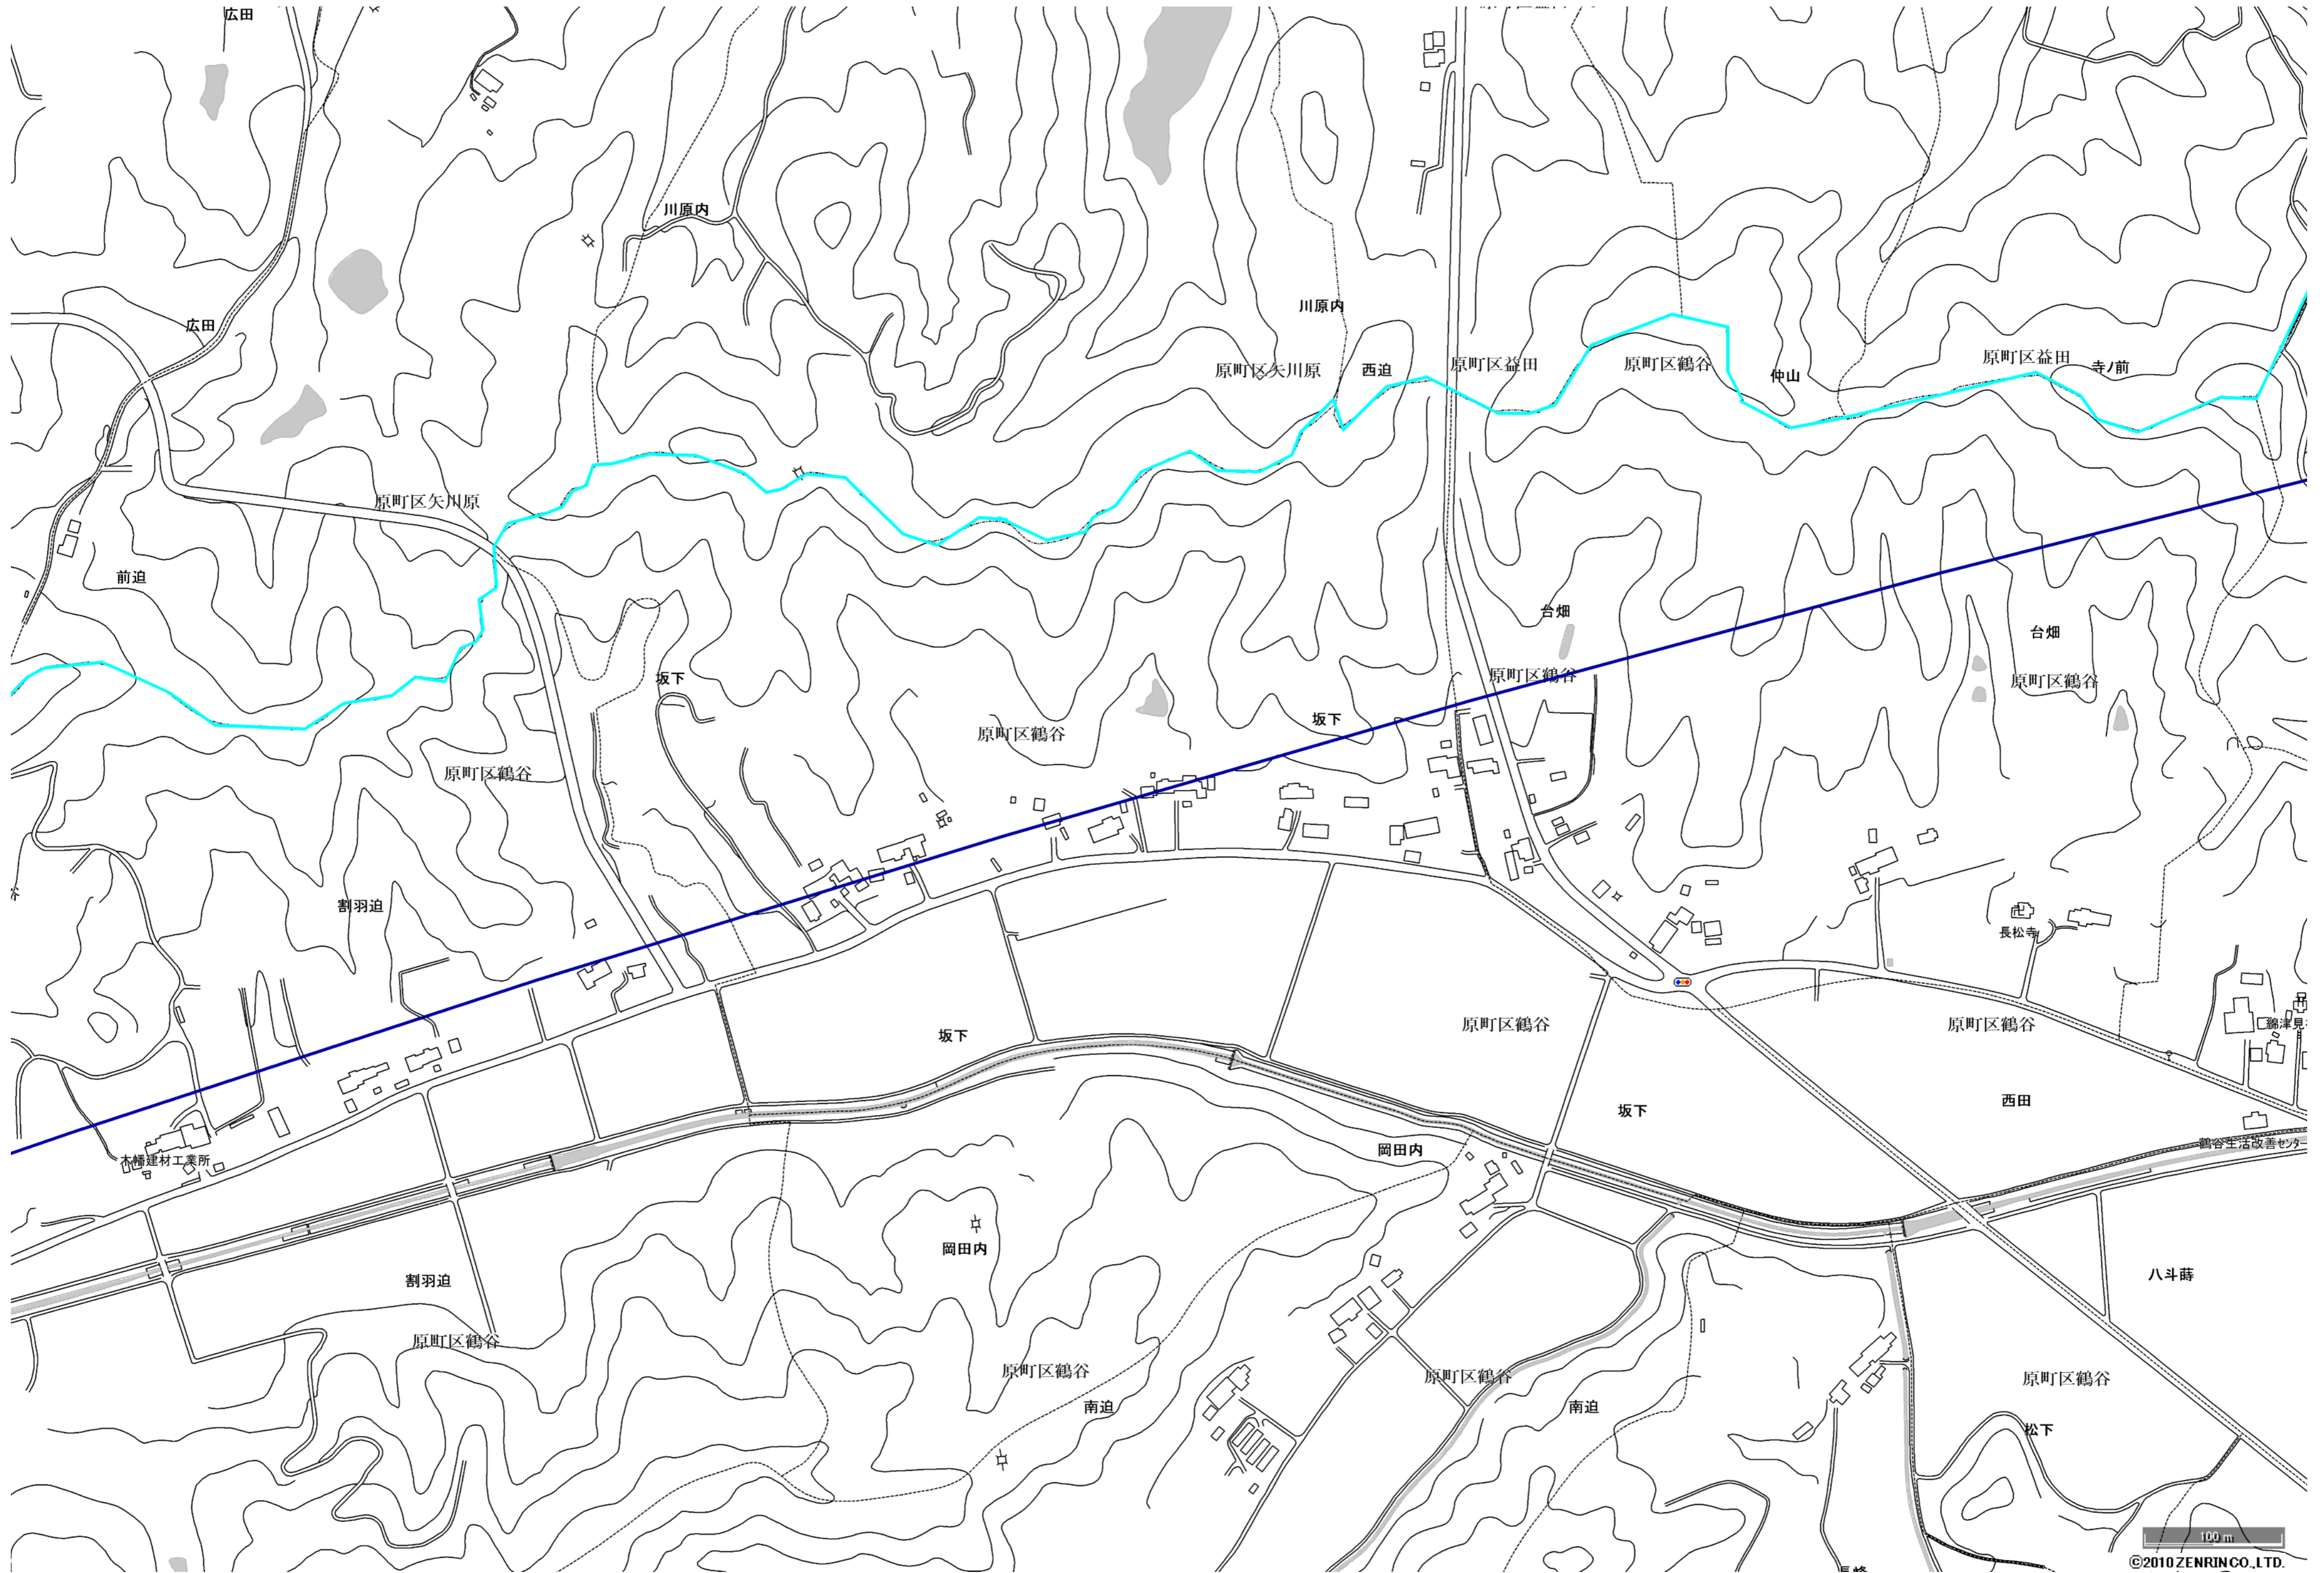 広田
川原内
広田
川原内
原町区矢川原
西迫
原町区益田
原町区鶴谷
仲山
原町区益田
寺ノ前
原町区矢川原
前迫
台畑
台畑
坂下
原町区鶴谷
原町区鶴谷
坂下
原町区鶴谷
原町区鶴谷
割羽迫
卍
長松寺
原町区鶴谷
原町区鶴谷
綿津見
坂下
西田
坂下
鶴谷生活改善センター
岡田内
木幡建材工業所
岡田内
割羽迫
八斗蒔
原町区鶴谷
原町区鶴谷
原町区鶴谷
原町区鶴谷
南迫
南迫
松下
100 m
©2010 ZENRIN CO., LTD.